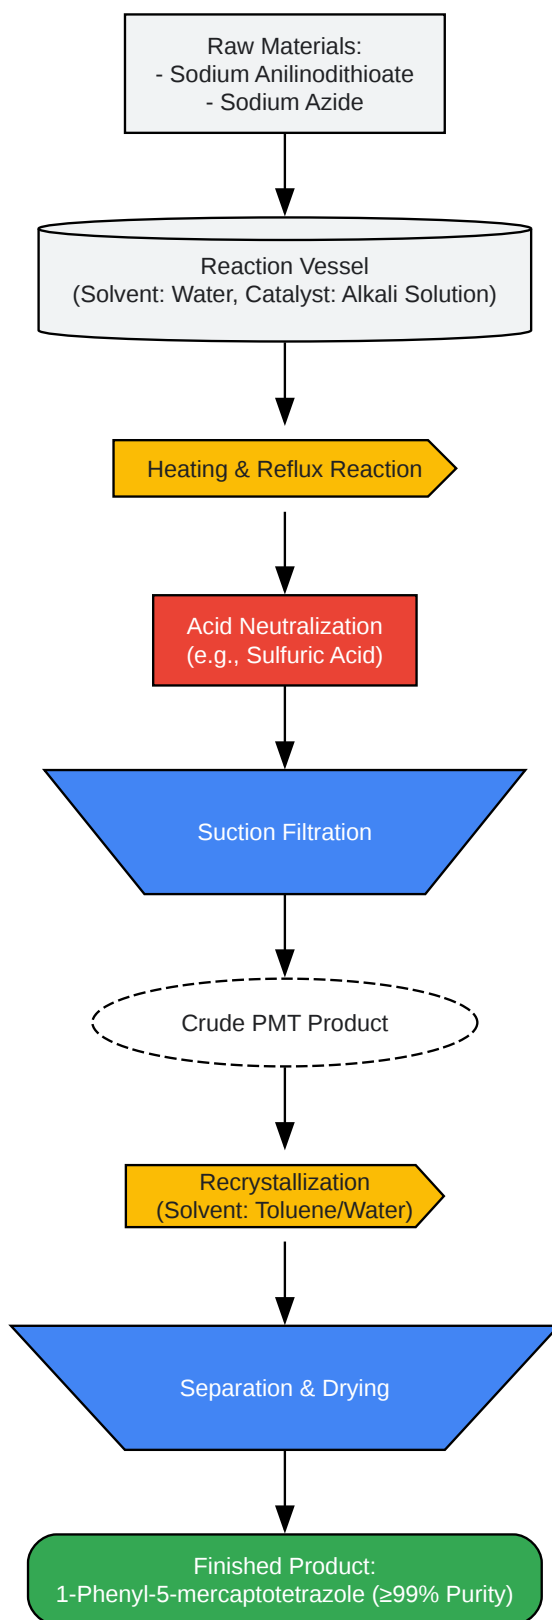 Raw Materials:
- Sodium Anilinodithioate
- Sodium Azide
Reaction Vessel
(Solvent: Water, Catalyst: Alkali Solution)
Heating & Reflux Reaction
Acid Neutralization
(e.g., Sulfuric Acid)
Suction Filtration
Crude PMT Product
Recrystallization
(Solvent: Toluene/Water)
Separation & Drying
Finished Product:
1-Phenyl-5-mercaptotetrazole (≥99% Purity)